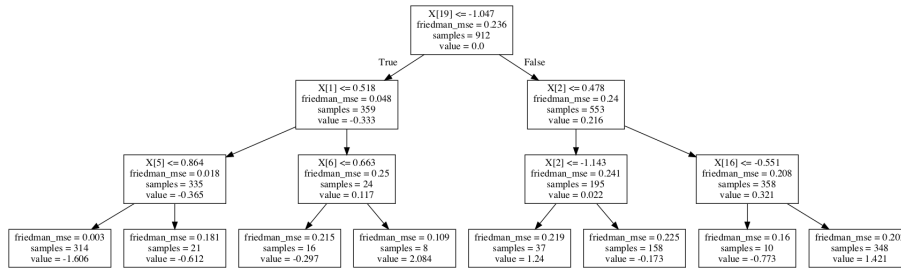 X[19] <= -1.047
friedman_mse = 0.236
samples = 912
value = 0.0
True
False
X[1] <= 0.518
friedman_mse = 0.048
samples = 359
value = -0.333
X[2] <= 0.478
friedman_mse = 0.24
samples = 553
value = 0.216
X[5] <= 0.864
friedman_mse = 0.018
samples = 335
value = -0.365
X[6] <= 0.663
friedman_mse = 0.25
samples = 24
value = 0.117
X[2] <= -1.143
friedman_mse = 0.241
samples = 195
value = 0.022
X[16] <= -0.551
friedman_mse = 0.208
samples = 358
value = 0.321
friedman_mse = 0.003
samples = 314
value = -1.606
friedman_mse = 0.181
samples = 21
value = -0.612
friedman_mse = 0.215
samples = 16
value = -0.297
friedman_mse = 0.109
samples = 8
value = 2.084
friedman_mse = 0.219
samples = 37
value = 1.24
friedman_mse = 0.225
samples = 158
value = -0.173
friedman_mse = 0.16
samples = 10
value = -0.773
friedman_mse =
samples = 348
value = 1.421